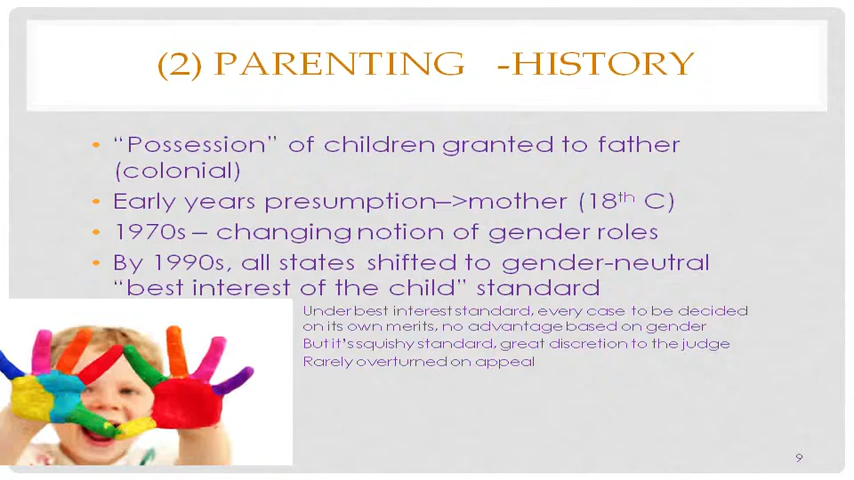 (2) PARENTING -HISTORY
• “Possession” of children granted to father
(colonial)
• Early years presumption—>mother (18th C)
• 1970s – changing notion of gender roles
• By 1990s, all states shifted to gender-neutral
“best interest of the child” standard
Under best interest standard, every case to be decided
on its own merits, no advantage based on gender
But it’s squishy standard, great discretion to the judge
Rarely overturned on appeal
9